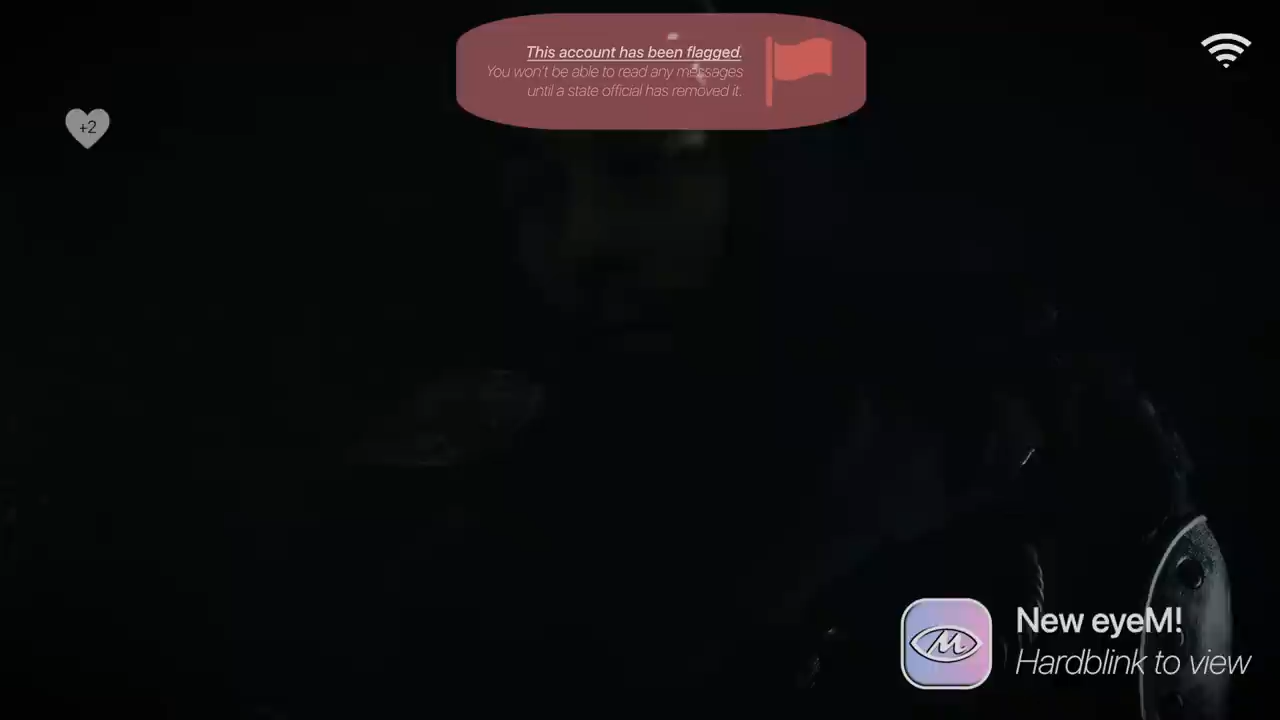 This account has been flagged.
You won't be able to read any messages
until a state official has removed it.
+2
M
New eyeM!
Hardblink to view